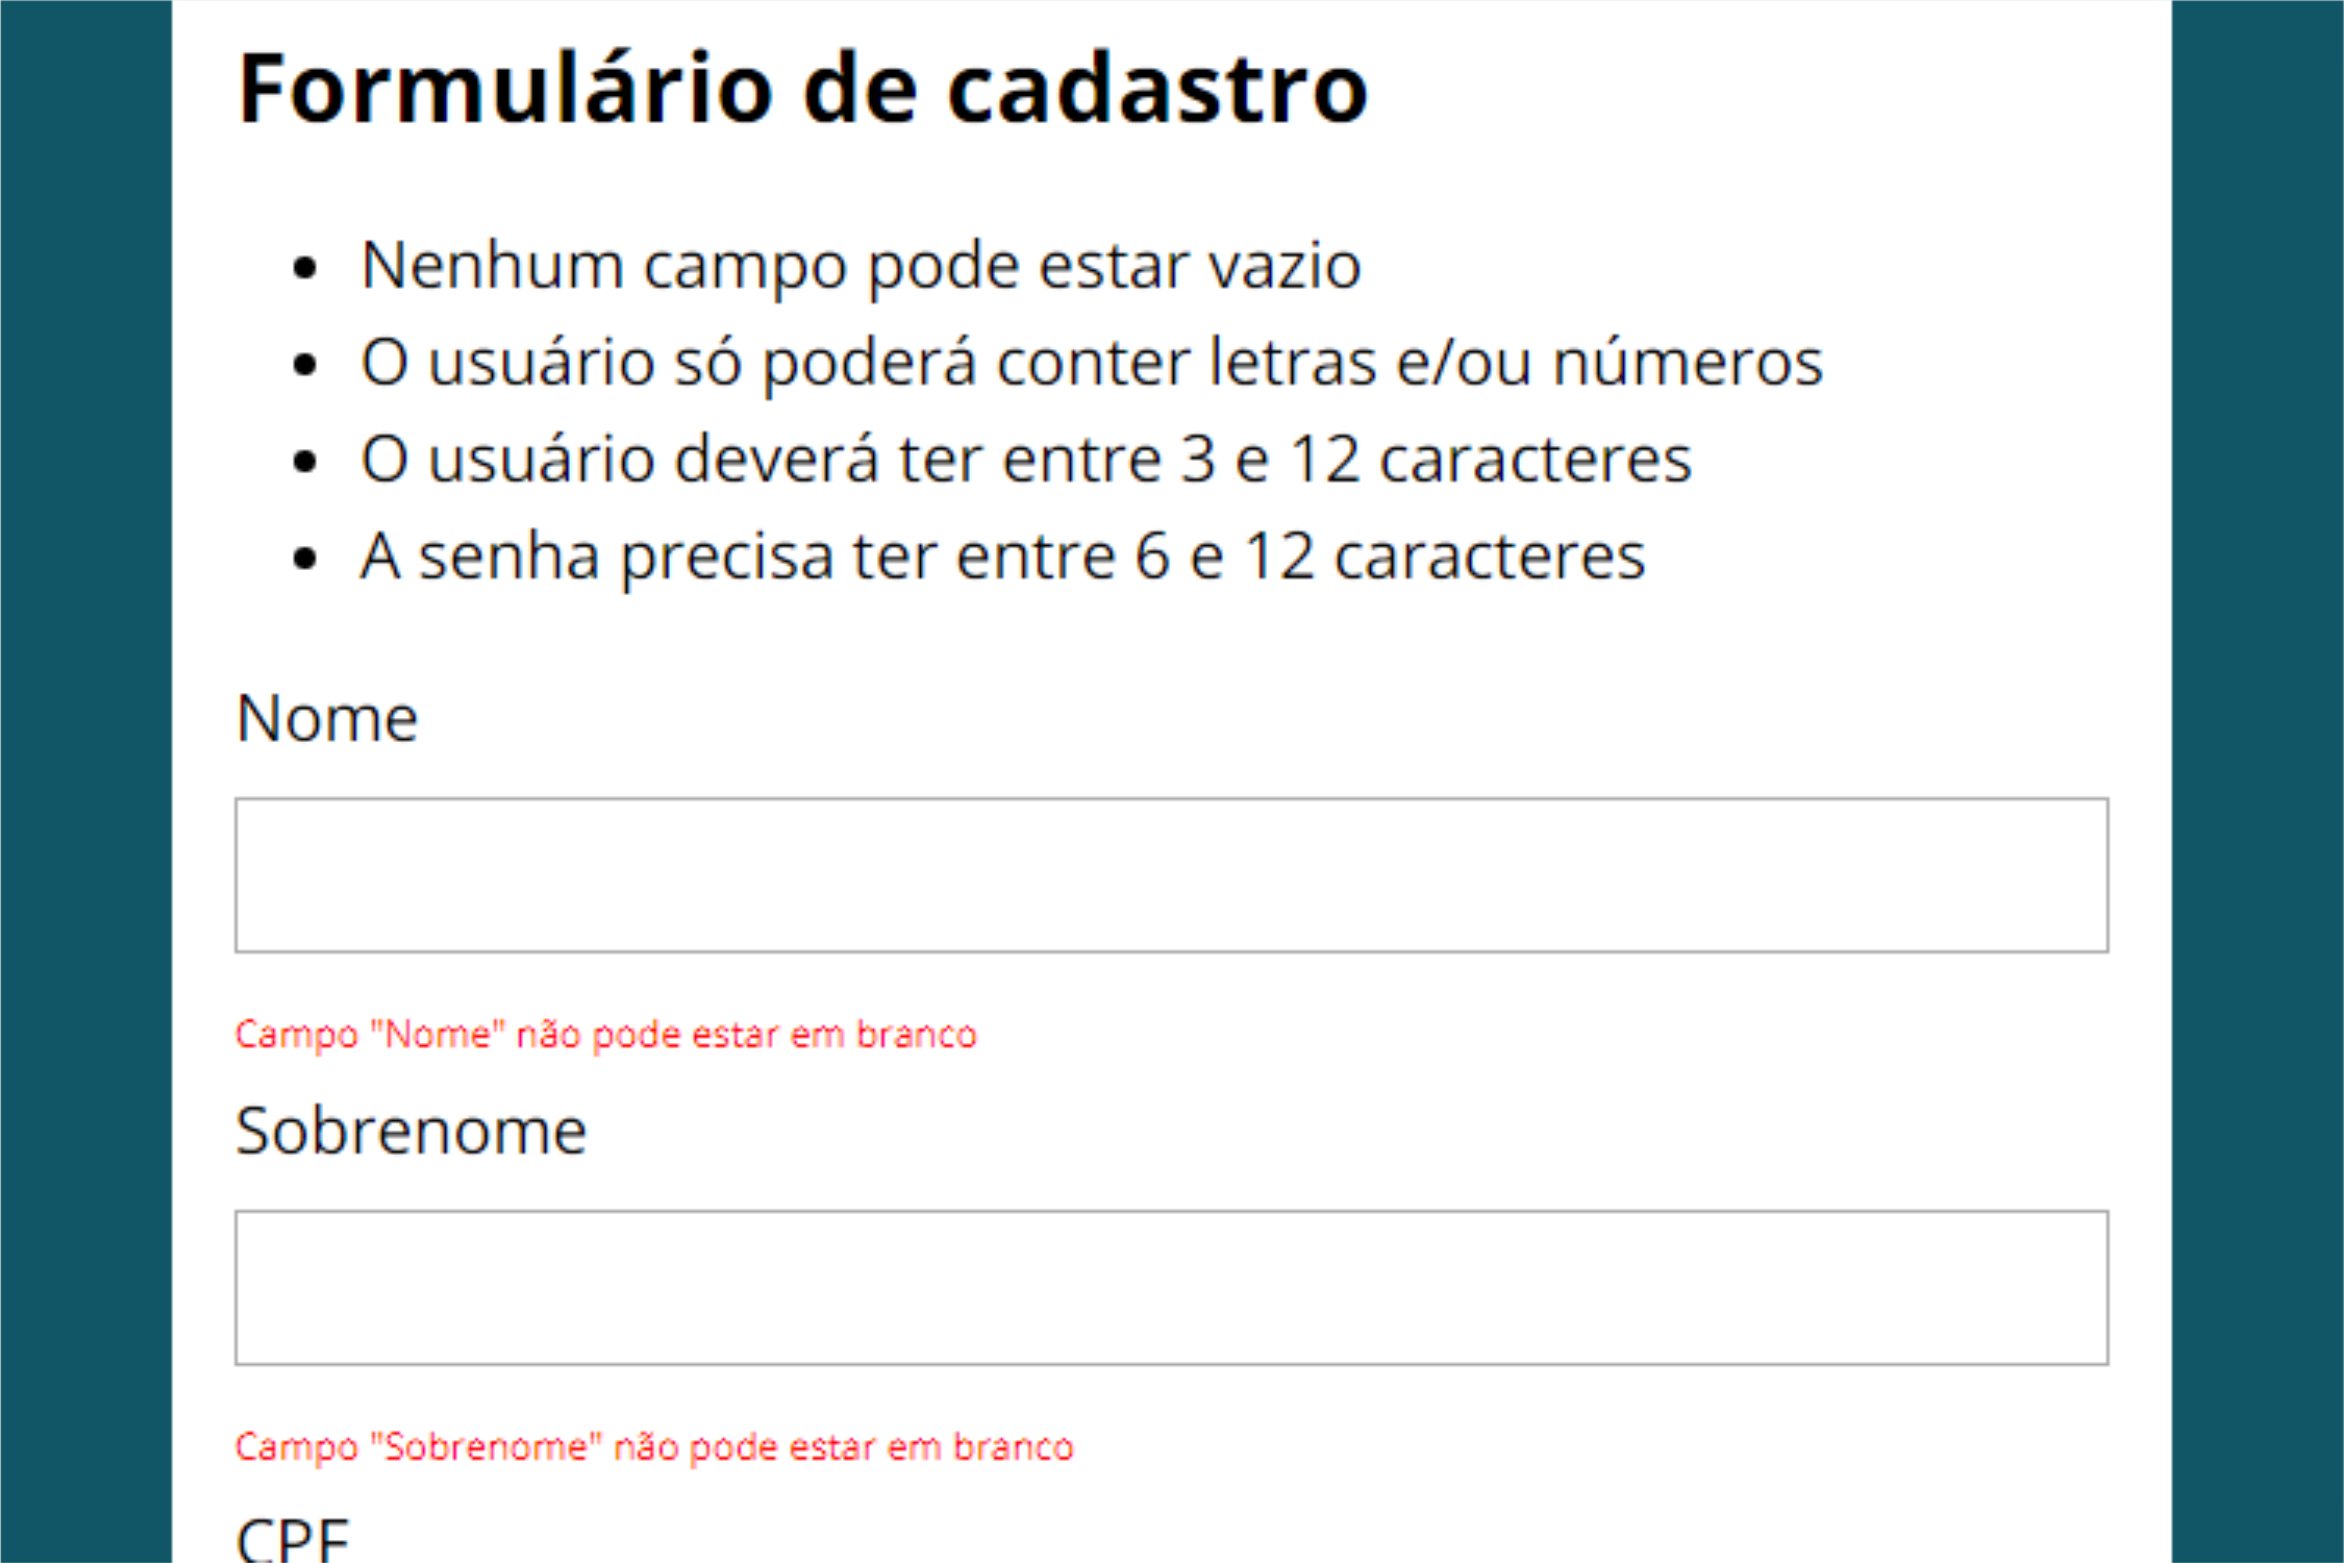 Formulário de cadastro
Nenhum campo pode estar vazio
O usuário só poderá conter letras e/ou números
O usuário deverá ter entre 3 e 12 caracteres
A senha precisa ter entre 6 e 12 caracteres
Nome
Campo "Nome" não pode estar em branco
Sobrenome
Campo "Sobrenome" não pode estar em branco
CPF